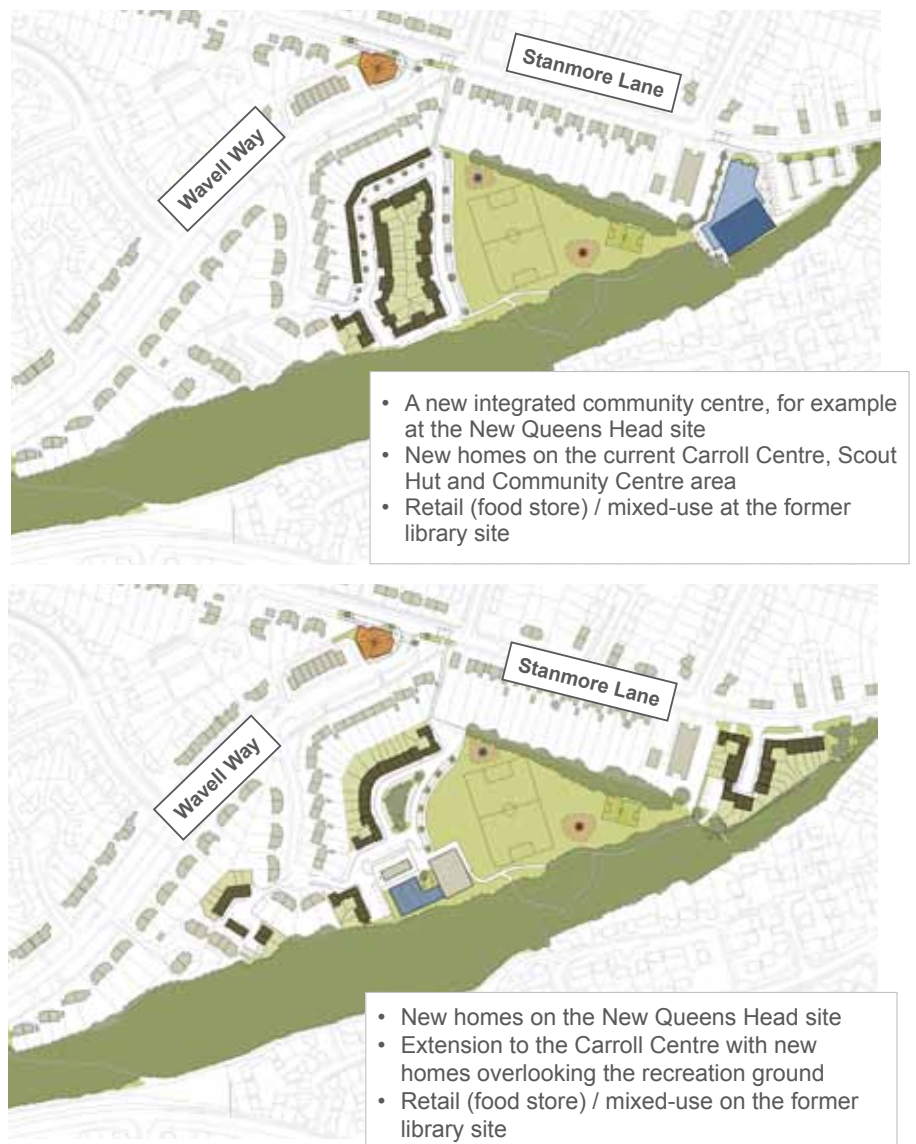 Stanmore Lane
Wavell Way
• A new integrated community centre, for example
at the New Queens Head site
• New homes on the current Carroll Centre, Scout
Hut and Community Centre area
• Retail (food store) / mixed-use at the former
library site
Stanmore Lane
Wavell Way
• New homes on the New Queens Head site
• Extension to the Carroll Centre with new
homes overlooking the recreation ground
• Retail (food store) / mixed-use on the former
library site